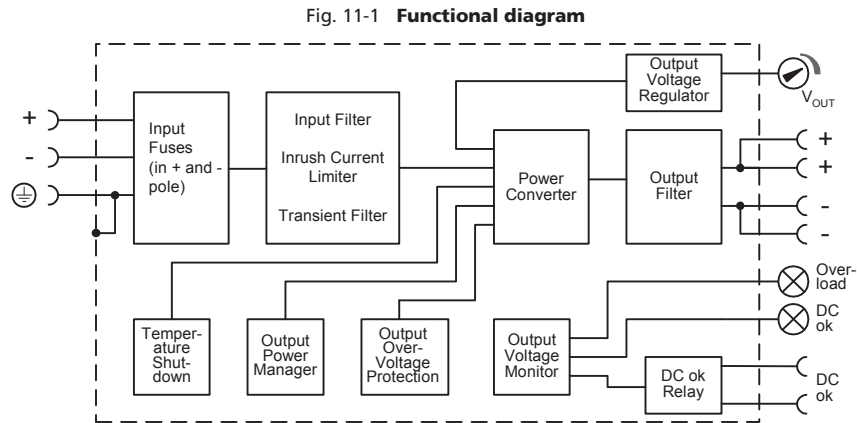 Fig. 11-1 Functional diagram
Output
Voltage
Regulator
V OUT
+
-
Input
Fuses
(in + and -
pole)
Input Filter
Inrush Current
Limiter
Transient Filter
Power
Converter
Output
Filter
+
+
-
-
Temper-
ature
Shut-
down
Output
Power
Manager
Output
Over-
Voltage
Protection
Output
Voltage
Monitor
DC ok
Relay
Over-
load
DC
ok
DC
ok